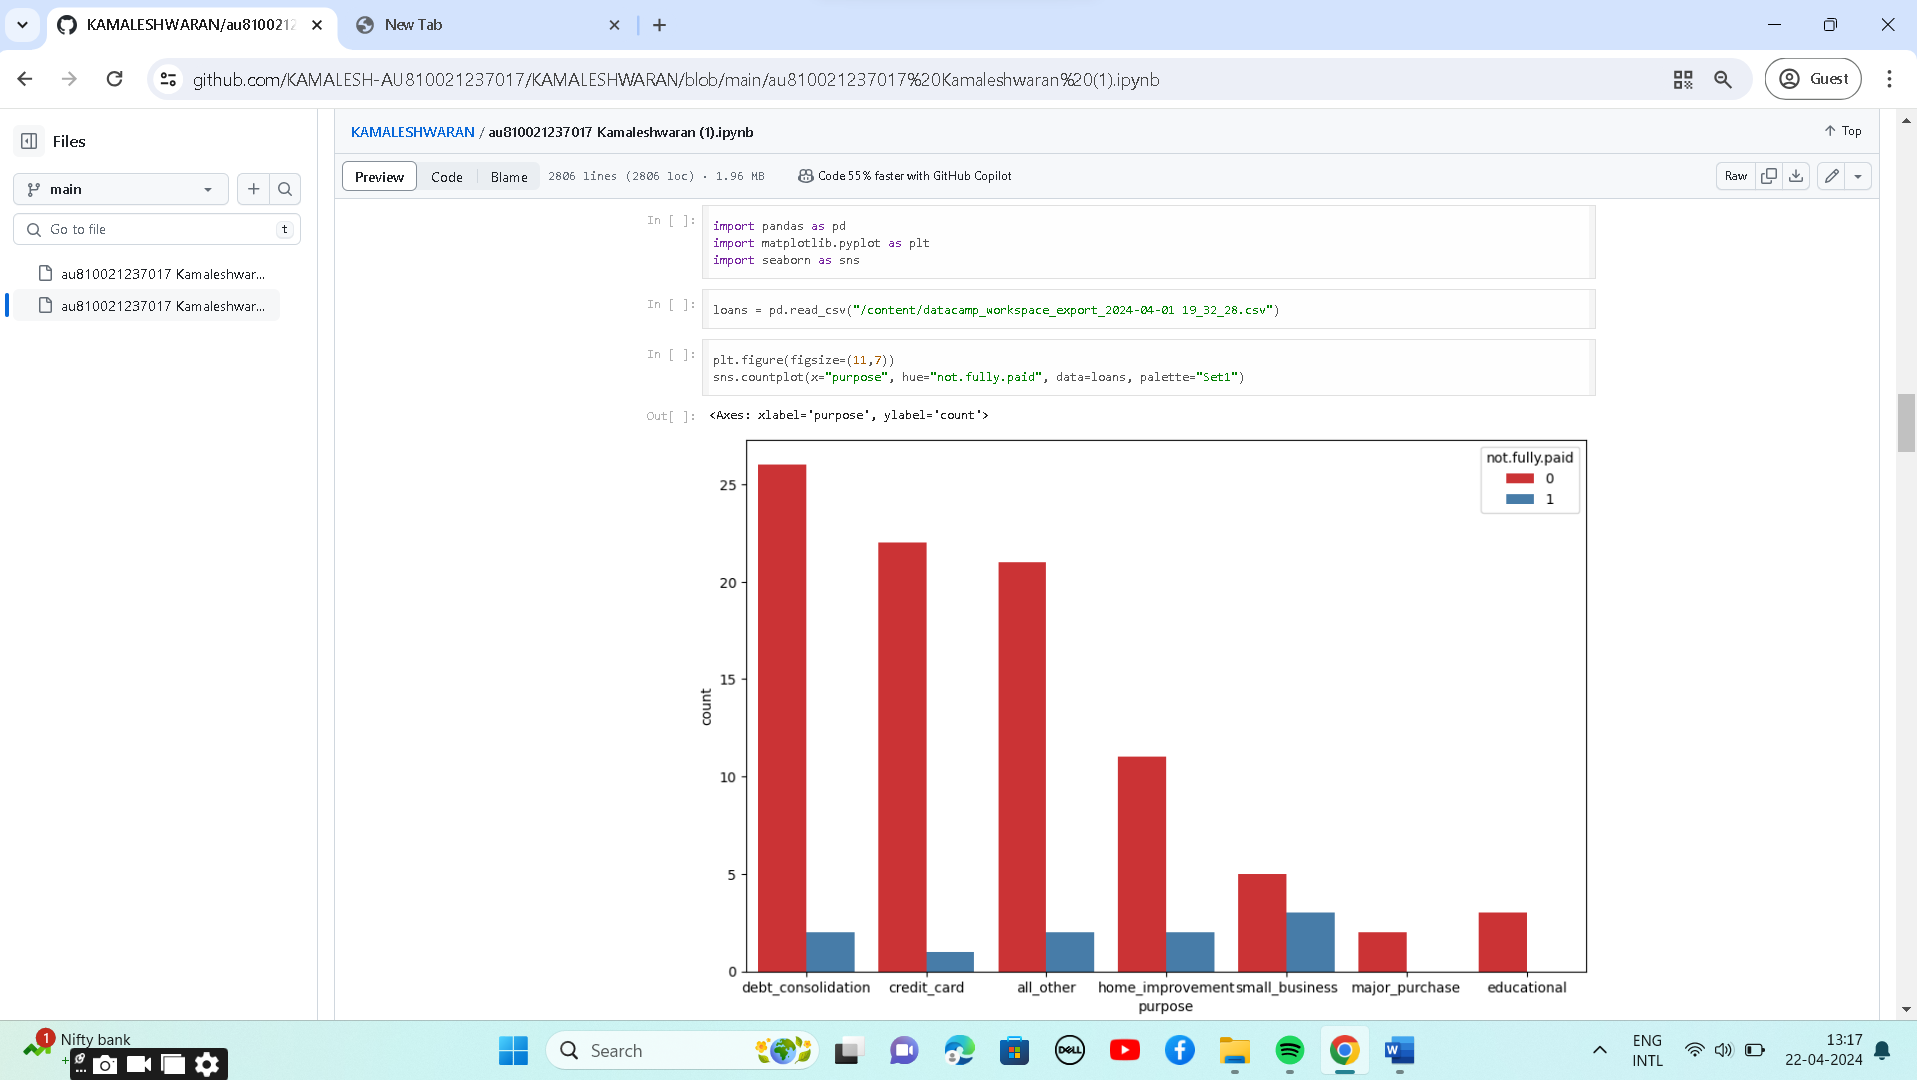 KAMALESHWARAN/au8100212
New Tab
github.com/KAMALESH-AU810021237017/KAMALESHWARAN/blob/main/au810021237017%20Kamaleshwaran%20(1).ipynb
Guest
Files
main
Go to file
t
au810021237017 Kamaleshwar...
au810021237017 Kamaleshwar...
KAMALESHWARAN / au810021237017 Kamaleshwaran (1).ipynb
Top
Preview Code Blame 2806 lines (2806 loc) · 1.96 MB Code 55% faster with GitHub Copilot Raw
In [ ]:
import pandas as pd
import matplotlib.pyplot as plt
import seaborn as sns
In [ ]:
loans = pd.read_csv("/content/datacamp_workspace_export_2024-04-01 19_32_28.csv")
In [ ]:
plt.figure(figsize=(11,7))
sns.countplot(x="purpose", hue="not.fully.paid", data=loans, palette="Set1")
Out[ ]:
<Axes: xlabel='purpose', ylabel='count'>
not.fully.paid
0
1
25
20
15
10
5
0
count
debt_consolidation credit_card all_other home_improvement small_business major_purchase educational
purpose
1
Nifty bank
Search
DELL
ENG
INTL
13:17
22-04-2024